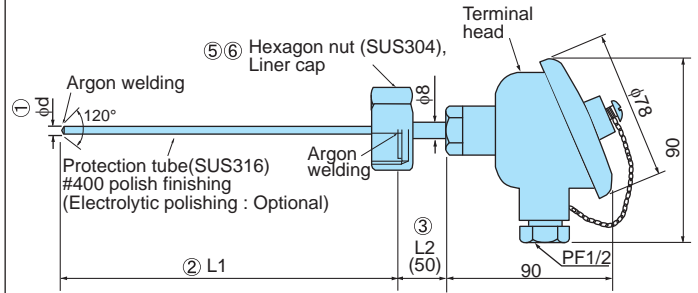 Terminal
head
⑤⑥ Hexagon nut (SUS304),
Liner cap
① φd
Argon welding
120°
φ8
φ78
90
Protection tube(SUS316)
#400 polish finishing
(Electrolytic polishing : Optional)
Argon
welding
② L1
③
L2
(50)
PF1/2
90